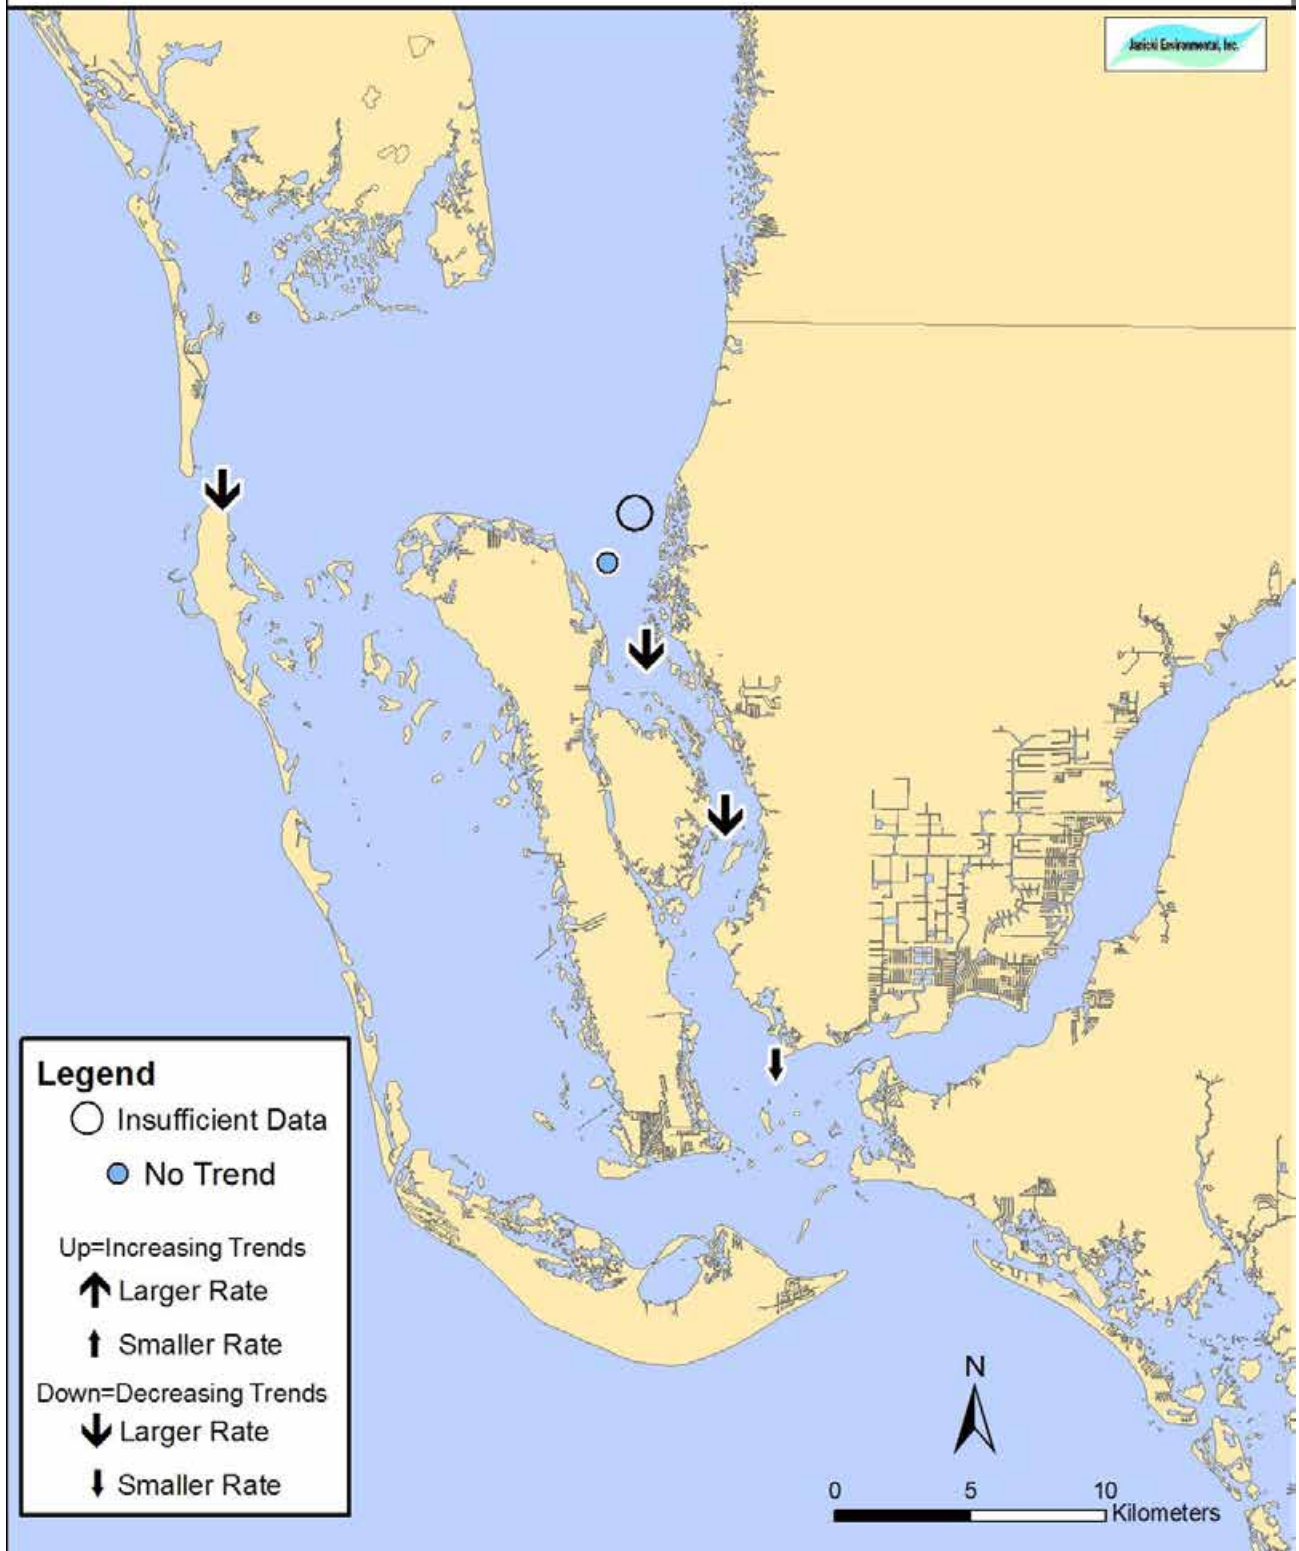 Janicki Environmental, Inc.
Legend
Insufficient Data
No Trend
Up=Increasing Trends
Larger Rate
Smaller Rate
Down=Decreasing Trends
Larger Rate
Smaller Rate
N
0 5 10
Kilometers